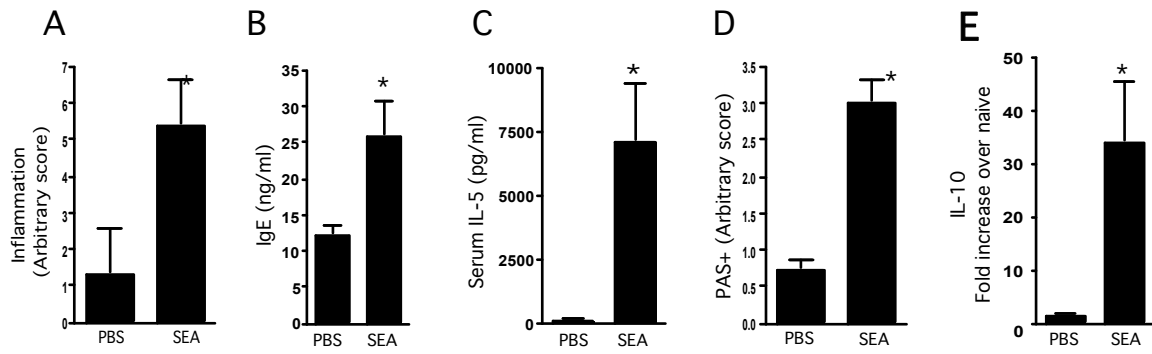 A
B
C
D
E
Inflammation
(Arbitrary score)
7
6
5
4
3
2
1
0
*
PBS
SEA
IgE (ng/ml)
35
30
25
20
15
10
5
0
*
PBS
SEA
Serum IL-5 (pg/ml)
10000
7500
5000
2500
0
*
PBS
SEA
PAS+ (Arbitrary score)
3.5
3.0
2.5
2.0
1.5
1.0
0.5
0.0
*
PBS
SEA
IL-10
Fold increase over naive
50
40
30
20
10
0
*
PBS
SEA